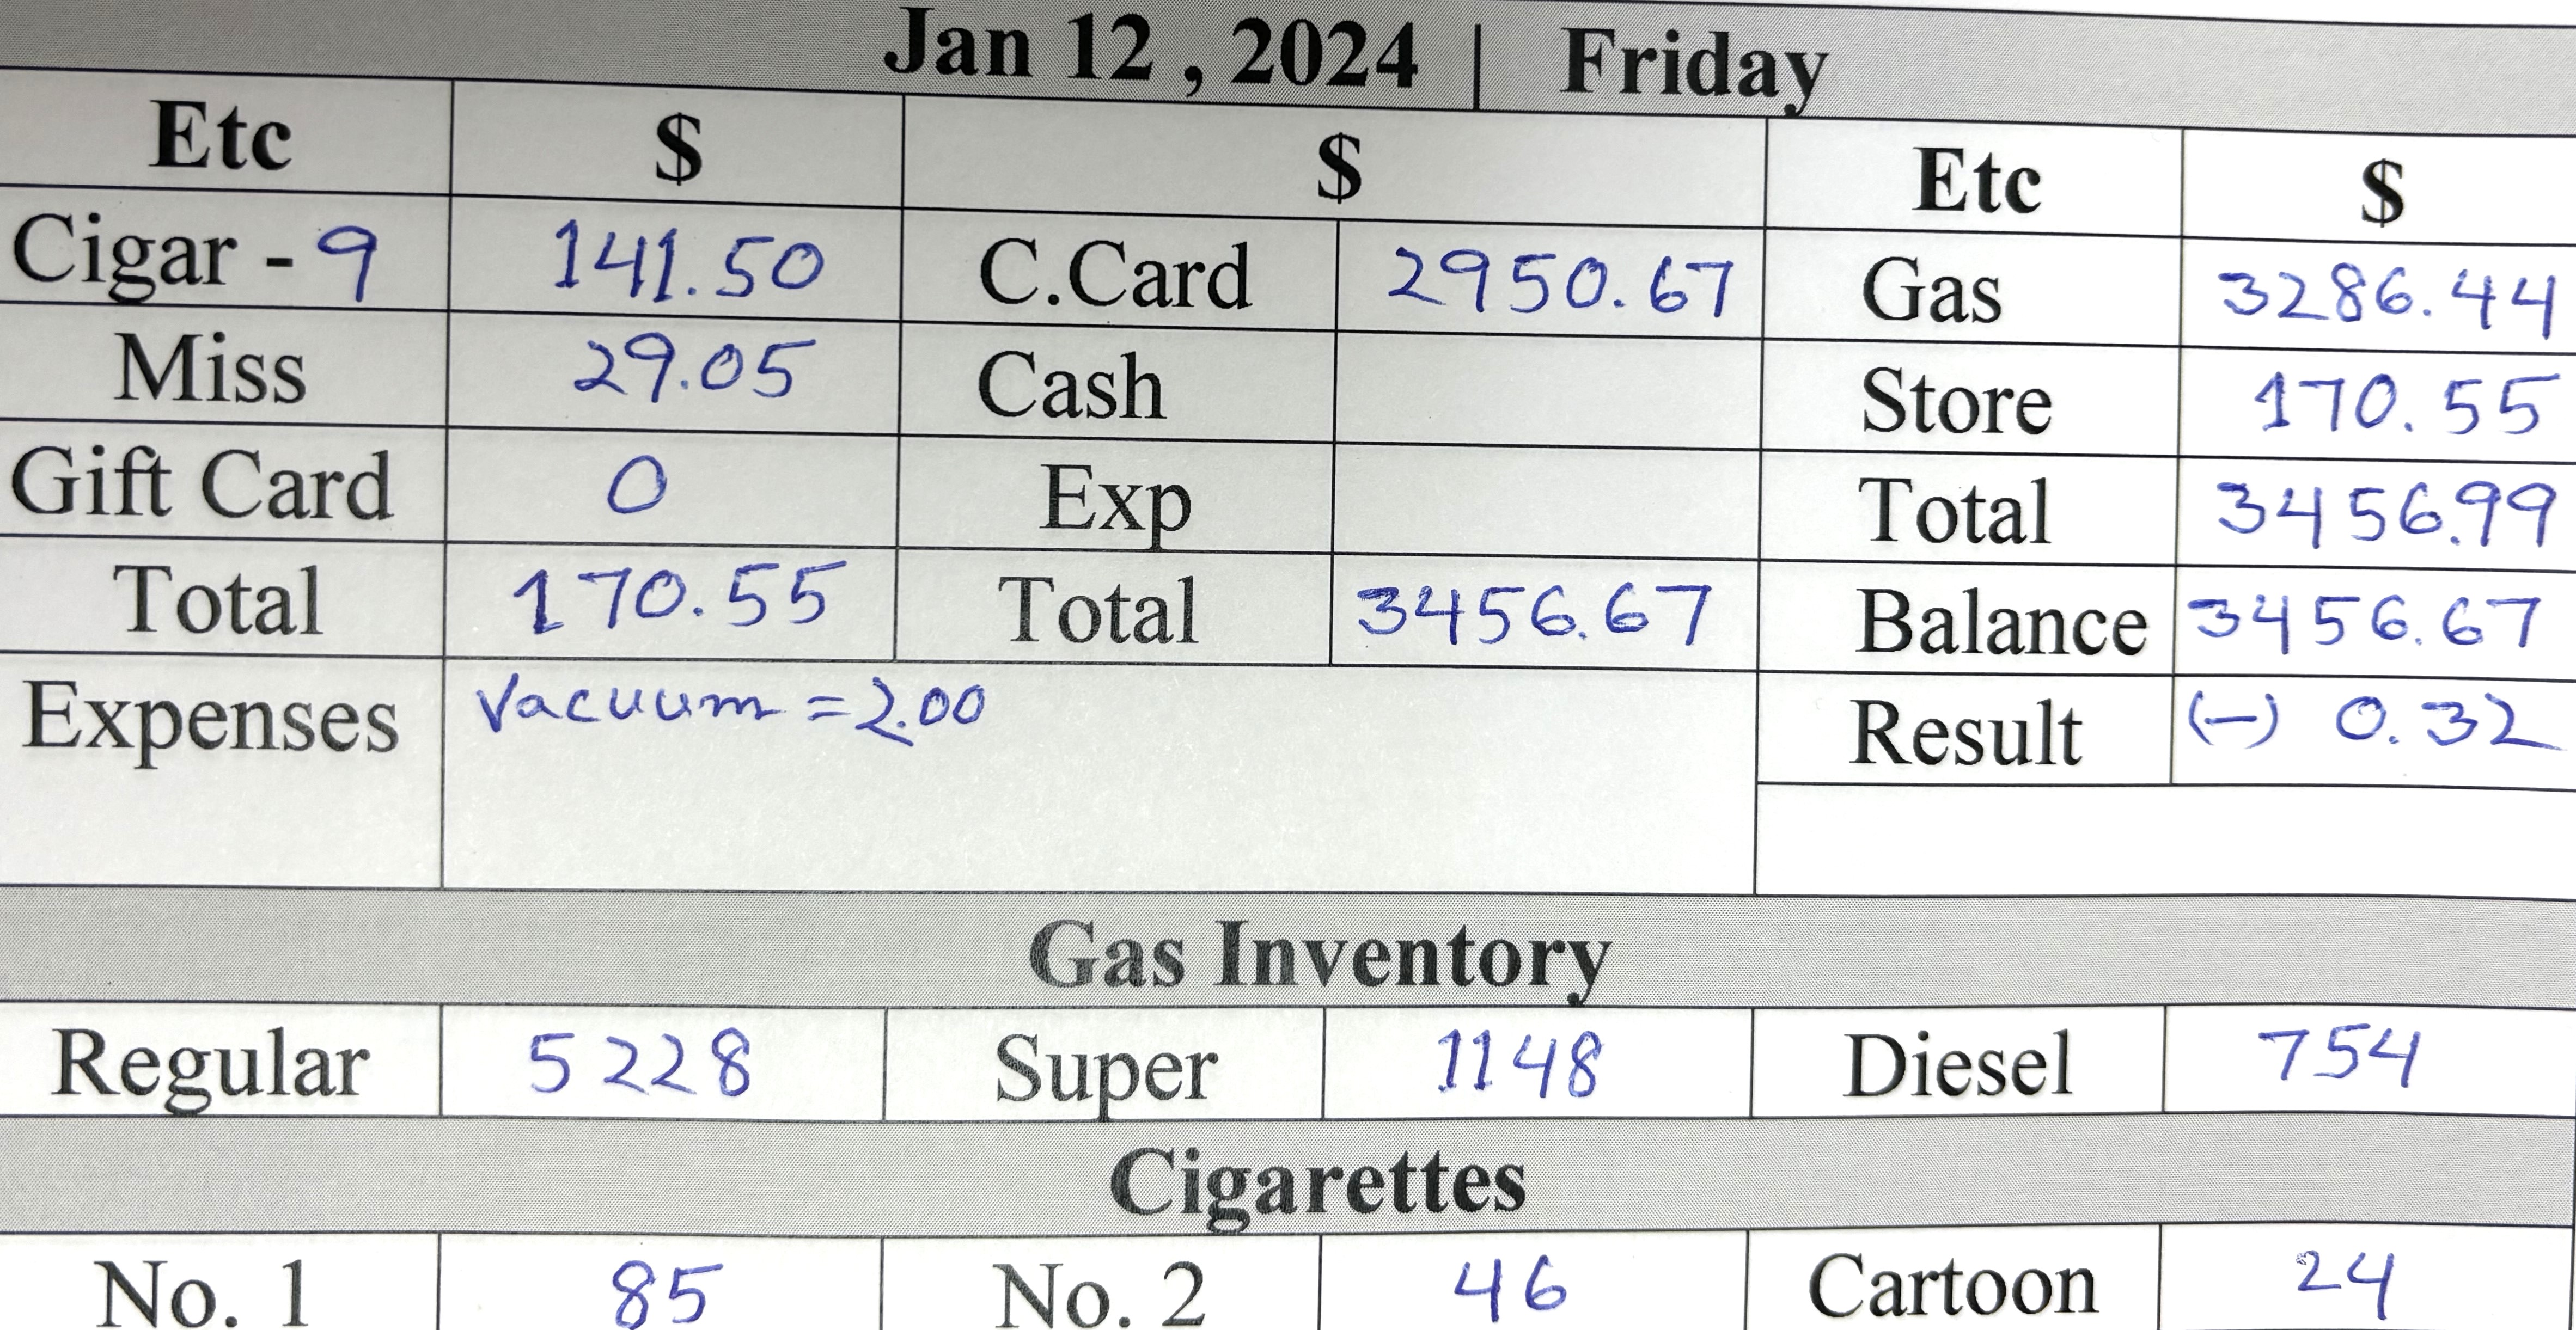 Jan 12 , 2024 | Friday
Etc $ $ Etc $
Cigar - 9 141.50 C.Card 2950.67 Gas 3286.44
Miss 29.05 Cash Store 170.55
Gift Card 0 Exp Total 3456.99
Total 170.55 Total 3456.67 Balance 3456.67
Expenses Vacuum = 2.00 Result (-) 0.32
Gas Inventory
Regular 5228 Super 1148 Diesel 754
Cigarettes
No. 1 85 No. 2 46 Cartoon 24